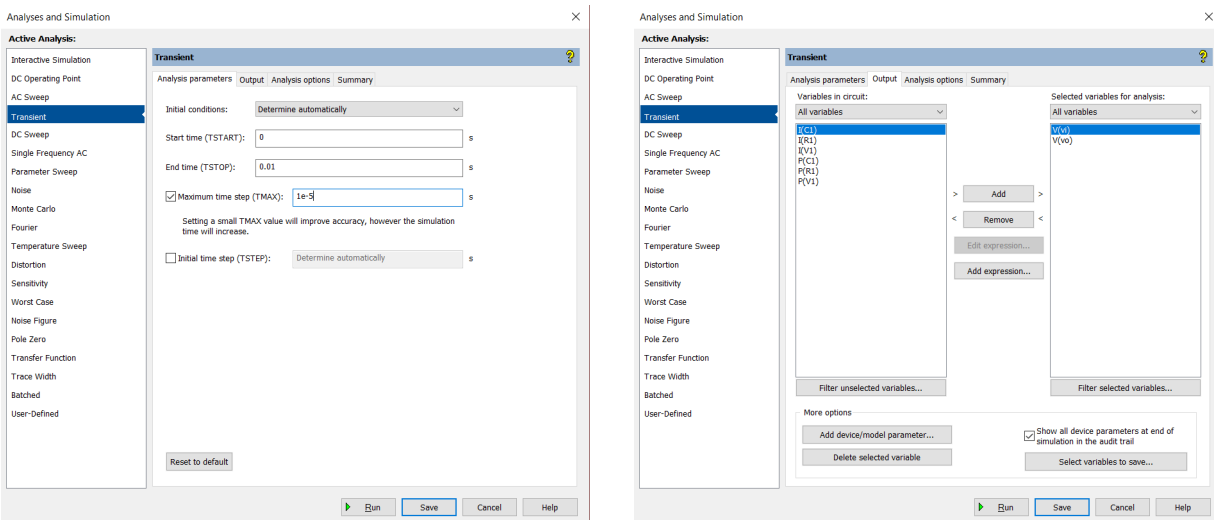 Analyses and Simulation
Active Analysis:
Interactive Simulation
DC Operating Point
AC Sweep
Transient
DC Sweep
Single Frequency AC
Parameter Sweep
Noise
Monte Carlo
Fourier
Temperature Sweep
Distortion
Sensitivity
Worst Case
Noise Figure
Pole Zero
Transfer Function
Trace Width
Batched
User-Defined
Transient
Analysis parameters Output Analysis options Summary
Initial conditions: Determine automatically
Start time (TSTART): 0 s
End time (TSTOP): 0.01 s
Maximum time step (TMAX): 1e-5 s
Setting a small TMAX value will improve accuracy, however the simulation
time will increase.
Initial time step (TSTEP): Determine automatically s
Reset to default
Run Save Cancel Help
Analyses and Simulation
Active Analysis:
Interactive Simulation
DC Operating Point
AC Sweep
Transient
DC Sweep
Single Frequency AC
Parameter Sweep
Noise
Monte Carlo
Fourier
Temperature Sweep
Distortion
Sensitivity
Worst Case
Noise Figure
Pole Zero
Transfer Function
Trace Width
Batched
User-Defined
Transient
Analysis parameters Output Analysis options Summary
Variables in circuit:
All variables
I(C1)
I(R1)
I(V1)
P(C1)
P(R1)
P(V1)
Filter unselected variables...
> Add >
< Remove <
Edit expression...
Add expression...
Selected variables for analysis:
All variables
V(vi)
V(vo)
Filter selected variables...
More options
Add device/model parameter...
Delete selected variable
Show all device parameters at end of
simulation in the audit trail
Select variables to save...
Run Save Cancel Help